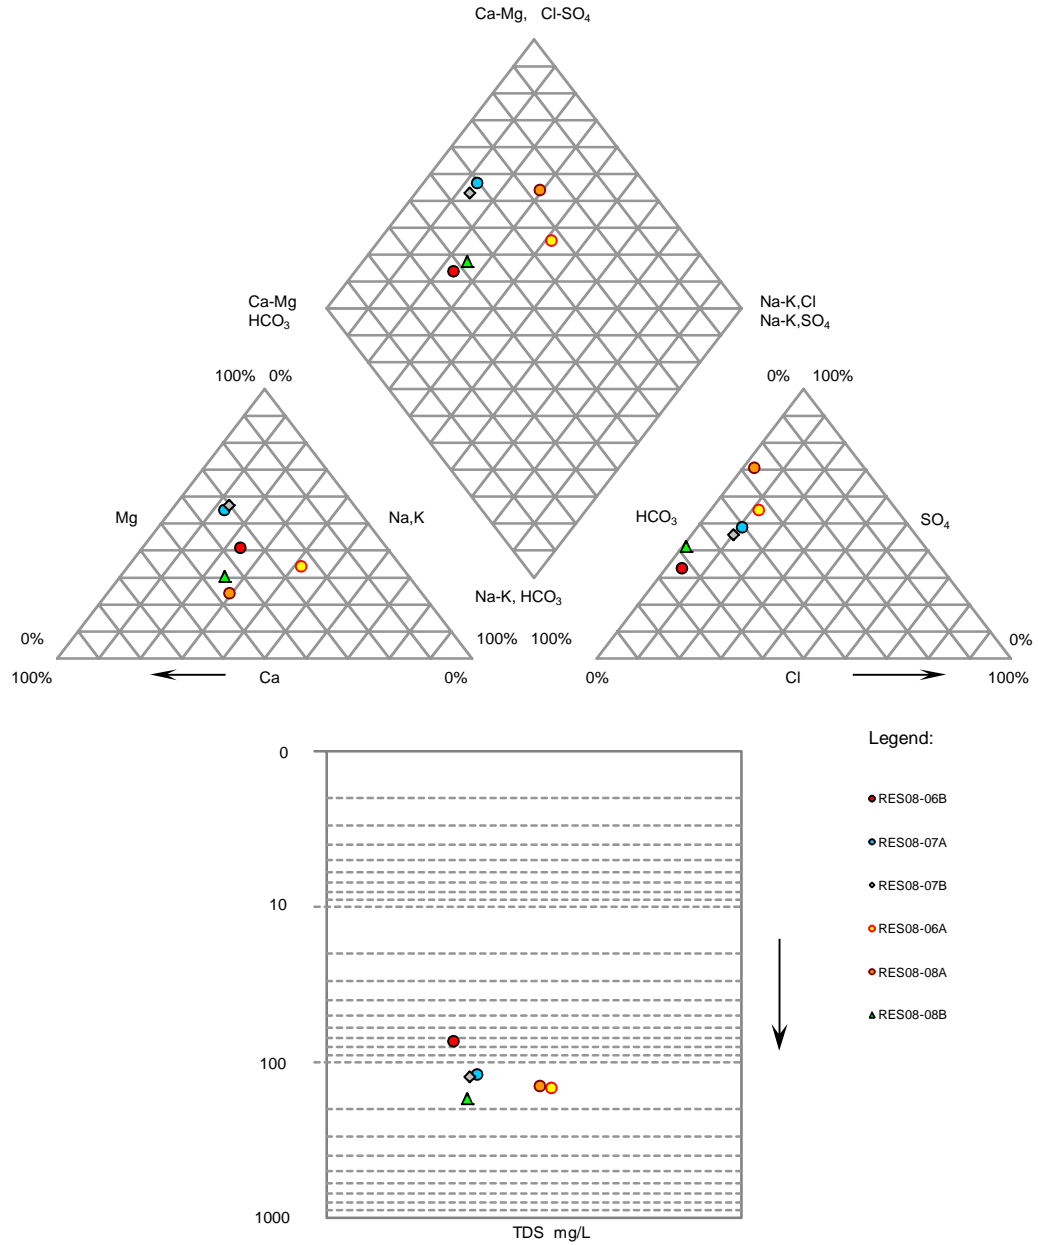 Ca-Mg, Cl-SO₄
Ca-Mg
HCO₃
Na-K,Cl
Na-K,SO₄
100% 0%
0% 100%
Mg
Na,K
HCO₃
SO₄
Na-K, HCO₃
0%
100% 100%
0%
100%
Ca
0%
0%
Cl
100%
Legend:
0
10
100
1000
TDS mg/L
RES08-06B
RES08-07A
RES08-07B
RES08-06A
RES08-08A
RES08-08B